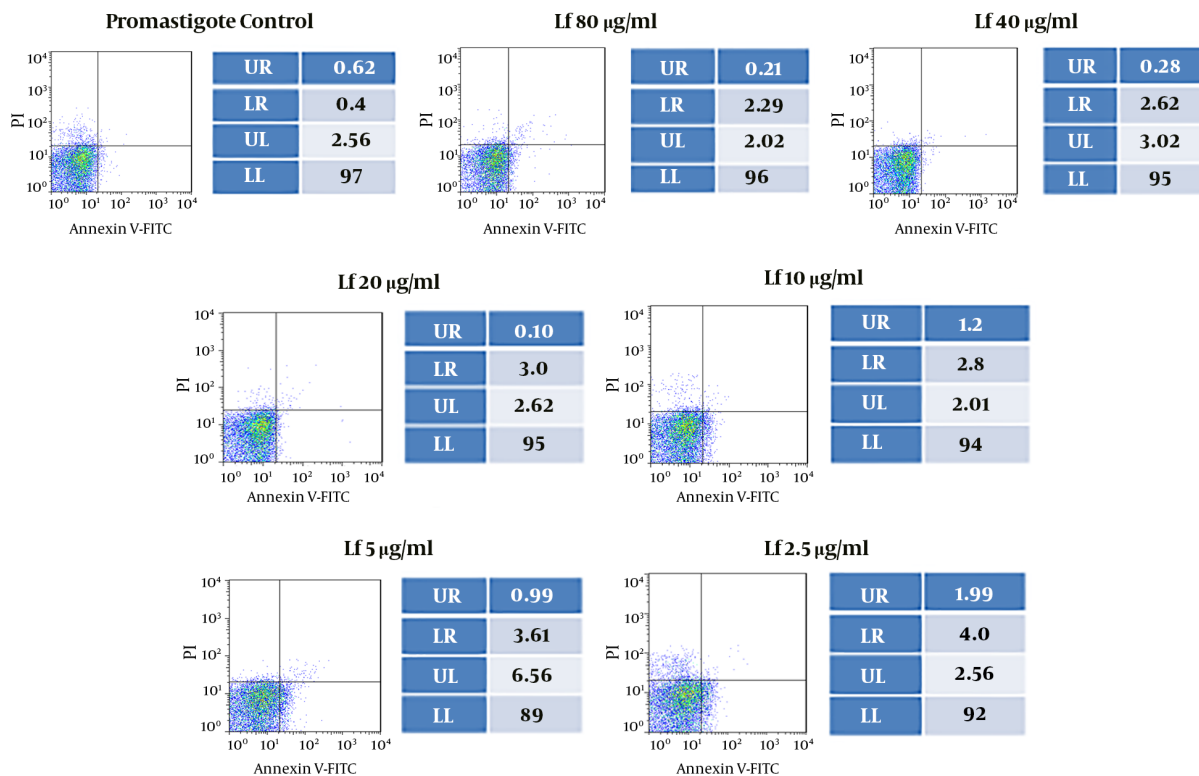 Promastigote Control
PI
10⁴
10³
10²
10¹
10⁰
10⁰ 10¹ 10² 10³ 10⁴
Annexin V-FITC
UR 0.62
LR 0.4
UL 2.56
LL 97
Lf 80 µg/ml
PI
10⁴
10³
10²
10¹
10⁰
10⁰ 10¹ 10² 10³ 10⁴
Annexin V-FITC
UR 0.21
LR 2.29
UL 2.02
LL 96
Lf 40 µg/ml
PI
10⁴
10³
10²
10¹
10⁰
10⁰ 10¹ 10² 10³ 10⁴
Annexin V-FITC
UR 0.28
LR 2.62
UL 3.02
LL 95
Lf 20 µg/ml
PI
10⁴
10³
10²
10¹
10⁰
10⁰ 10¹ 10² 10³ 10⁴
Annexin V-FITC
UR 0.10
LR 3.0
UL 2.62
LL 95
Lf 10 µg/ml
PI
10⁴
10³
10²
10¹
10⁰
10⁰ 10¹ 10² 10³ 10⁴
Annexin V-FITC
UR 1.2
LR 2.8
UL 2.01
LL 94
Lf 5 µg/ml
PI
10⁴
10³
10²
10¹
10⁰
10⁰ 10¹ 10² 10³ 10⁴
Annexin V-FITC
UR 0.99
LR 3.61
UL 6.56
LL 89
Lf 2.5 µg/ml
PI
10⁴
10³
10²
10¹
10⁰
10⁰ 10¹ 10² 10³ 10⁴
Annexin V-FITC
UR 1.99
LR 4.0
UL 2.56
LL 92